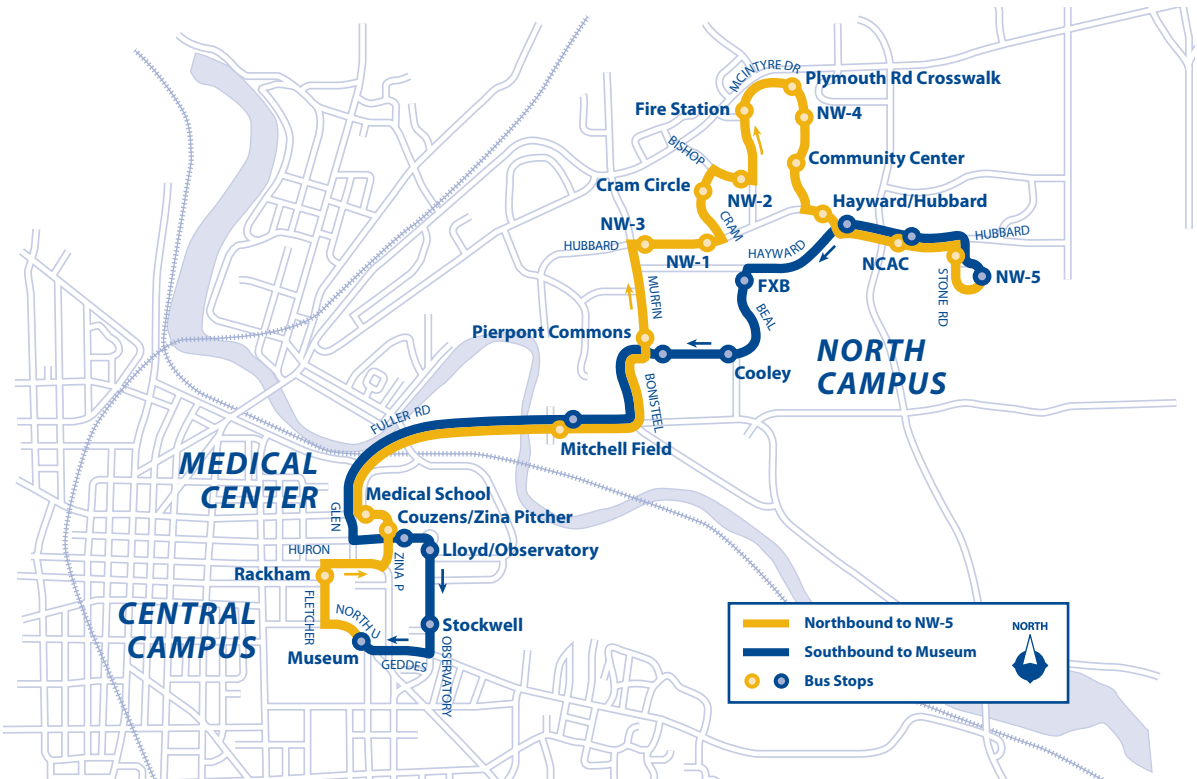 MCINTYRE DR
Plymouth Rd Crosswalk
Fire Station
NW-4
BISHOP
Community Center
Cram Circle
NW-2
Hayward/Hubbard
NW-3
CRAM
HUBBARD
HUBBARD
NW-1
HAYWARD
NCAC
NW-5
FXB
STONE RD
MURFIN
BEAL
Pierpont Commons
NORTH
CAMPUS
Cooley
BONISTEEL
FULLER RD
Mitchell Field
MEDICAL
CENTER
Medical School
GLEN
Couzens/Zina Pitcher
HURON
Lloyd/Observatory
ZINA P
Rackham
CENTRAL
CAMPUS
FLETCHER
NORTH U
Stockwell
Museum
GEDDES
OBSERVATORY
Northbound to NW-5
NORTH
Southbound to Museum
Bus Stops